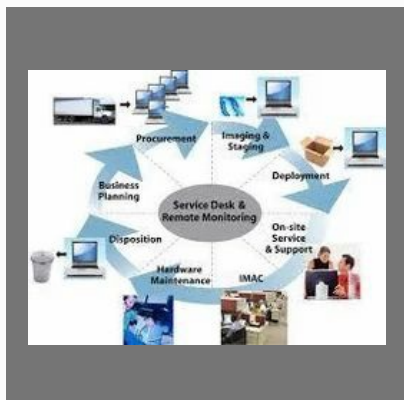 Procurement
Imaging &
Staging
Deployment
Business
Planning
Service Desk &
Remote Monitoring
On-site
Service
& Support
Disposition
Hardware
Maintenance
IMAC